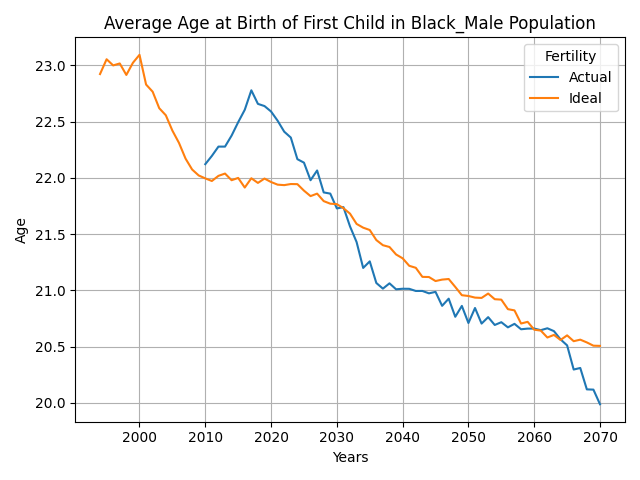 Average Age at Birth of First Child in Black_Male Population
Fertility
Actual
Ideal
Age
23.0
22.5
22.0
21.5
21.0
20.5
20.0
2000 2010 2020 2030 2040 2050 2060 2070
Years